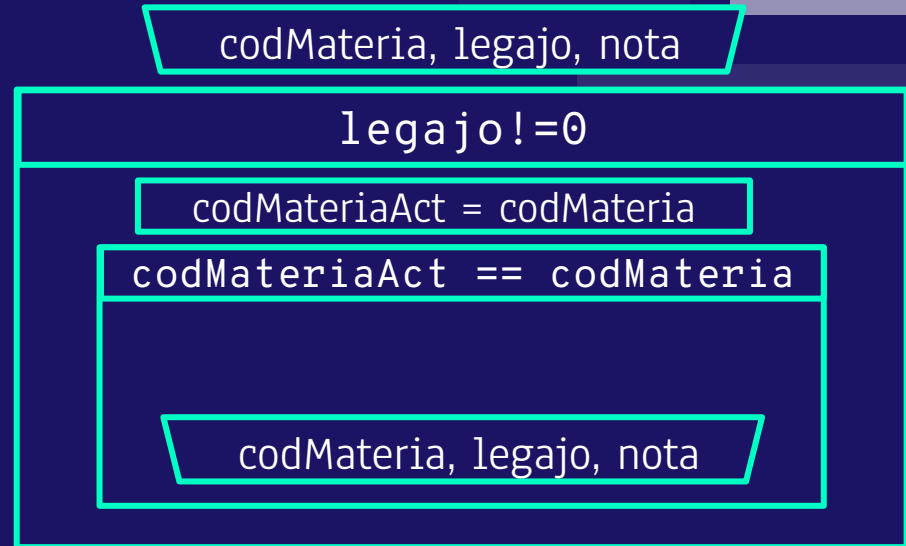 codMateria, legajo, nota
legajo!=0
codMateriaAct = codMateria
codMateriaAct == codMateria
codMateria, legajo, nota